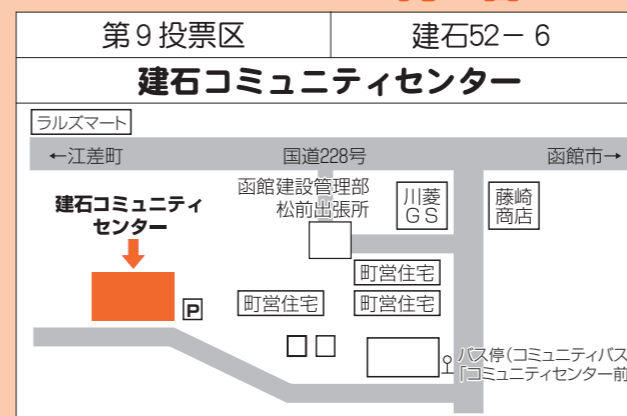 第9投票区
建石52－6
建石コミュニティセンター
ラルズマート
←江差町
国道228号
函館市→
函館建設管理部
松前出張所
川菱
GS
藤崎
商店
建石コミュニティ
センター
町営住宅
P
町営住宅
町営住宅
バス停（コミュニティバス
「コミュニティセンター前